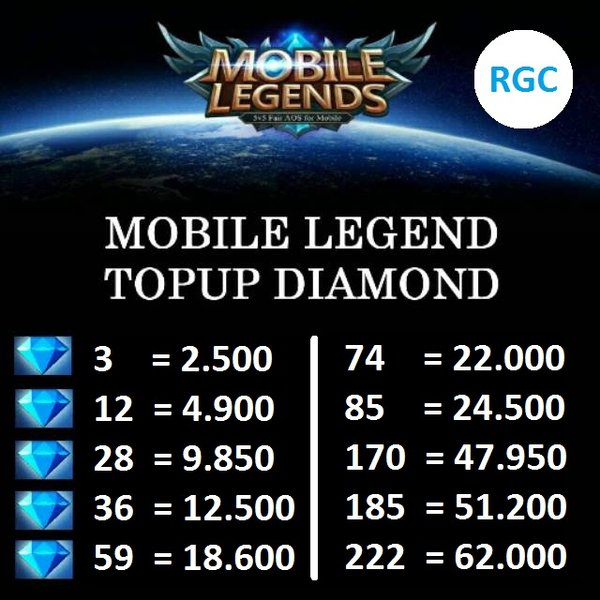 MOBILE
LEGENDS
5v5 Fair AOS for Mobile
RGC
MOBILE LEGEND
TOPUP DIAMOND
3 = 2.500
12 = 4.900
28 = 9.850
36 = 12.500
59 = 18.600
74 = 22.000
85 = 24.500
170 = 47.950
185 = 51.200
222 = 62.000